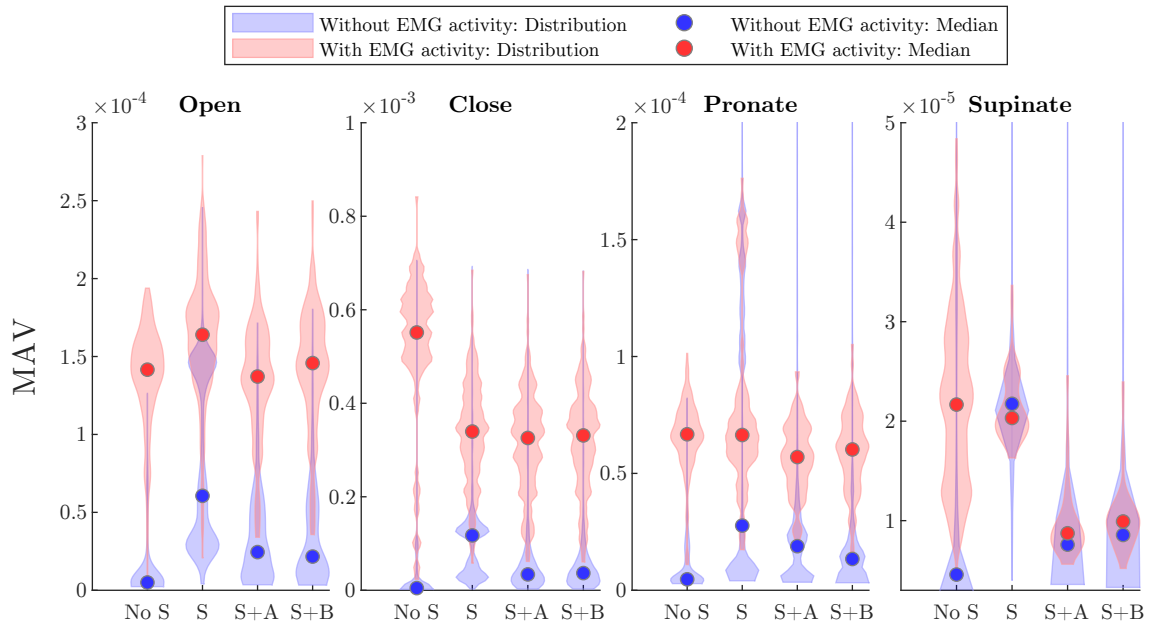 Without EMG activity: Distribution Without EMG activity: Median
With EMG activity: Distribution With EMG activity: Median
×10⁻⁴ Open ×10⁻³ Close ×10⁻⁴ Pronate ×10⁻⁵ Supinate
3 1 2 5
2.5 0.8 1.5 4
2 0.6 1 3
1.5 0.4 0.5 2
1 0.2 0 1
0.5 0
0
MAV
No S S S+A S+B No S S S+A S+B No S S S+A S+B No S S S+A S+B